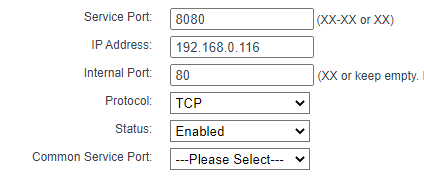 Service Port: 8080 (XX-XX or XX)
IP Address: 192.168.0.116
Internal Port: 80 (XX or keep empty.
Protocol: TCP
Status: Enabled
Common Service Port: ---Please Select---